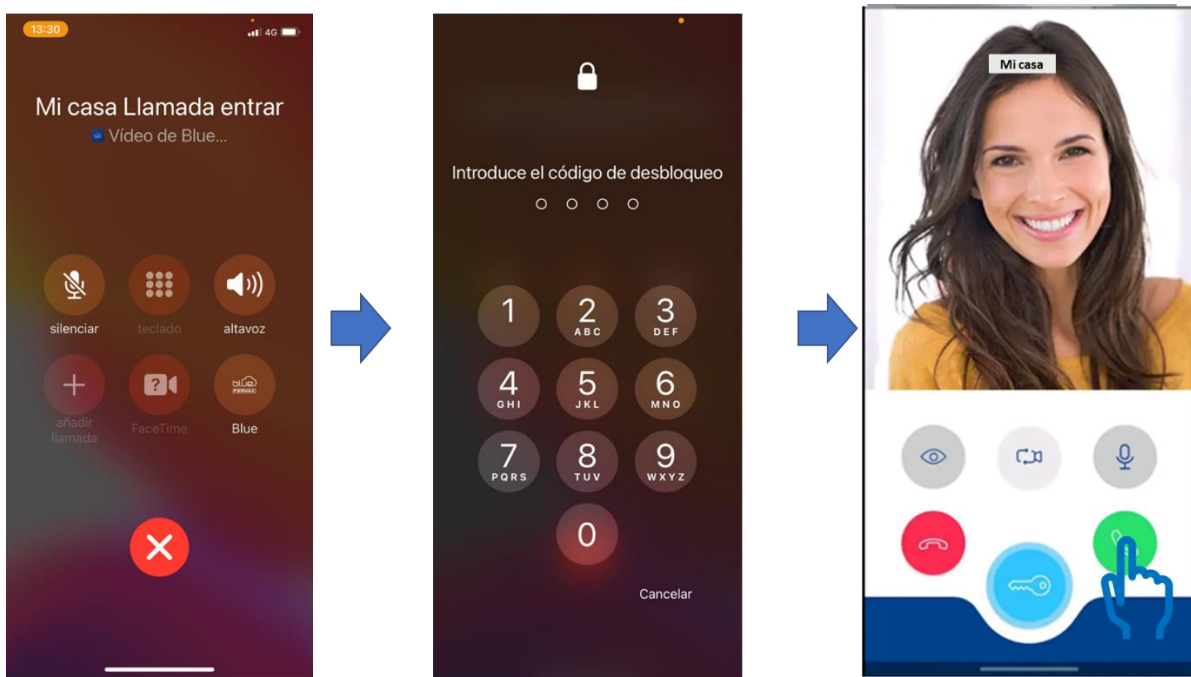 13:30
4G
Mi casa Llamada entrar
Vídeo de Blue...
silenciar
teclado
altavoz
blue
FERMAX
añadir
llamada
FaceTime
Blue
Introduce el código de desbloqueo
1
2
ABC
3
DEF
4
GHI
5
JKL
6
MNO
7
PQRS
8
TUV
9
WXYZ
0
Cancelar
Mi casa